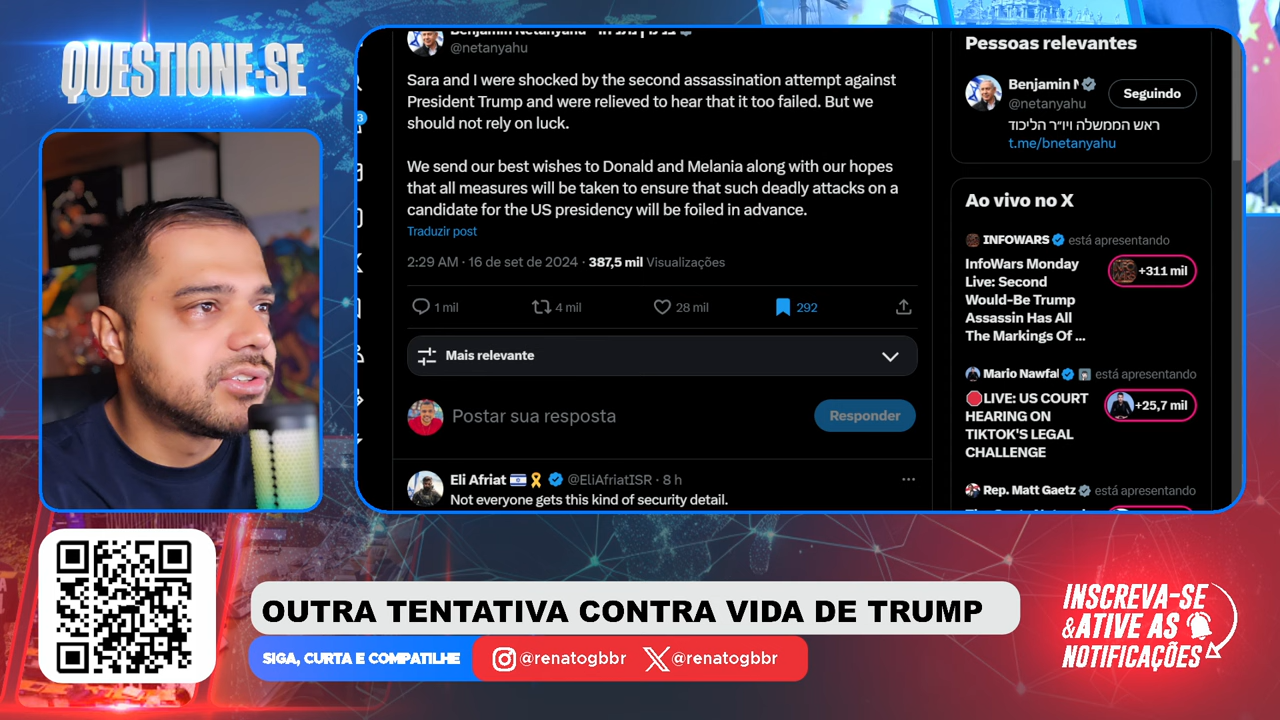 QUESTIONE-SE
Benjamin Netanyahu - בנימין נתניהו
@netanyahu
Sara and I were shocked by the second assassination attempt against
President Trump and were relieved to hear that it too failed. But we
should not rely on luck.
We send our best wishes to Donald and Melania along with our hopes
that all measures will be taken to ensure that such deadly attacks on a
candidate for the US presidency will be foiled in advance.
Traduzir post
2:29 AM · 16 de set de 2024 · 387,5 mil Visualizações
1 mil
4 mil
28 mil
292
Mais relevante
Postar sua resposta
Responder
Eli Afriat
@EliAfriatISR · 8 h
Not everyone gets this kind of security detail.
3
Pessoas relevantes
Benjamin N
@netanyahu
Seguindo
ראש הממשלה ויו״ר הליכוד
t.me/bnetanyahu
Ao vivo no X
INFOWARS está apresentando
InfoWars Monday
Live: Second
Would-Be Trump
Assassin Has All
The Markings Of ...
+311 mil
Mario Nawfal está apresentando
LIVE: US COURT
HEARING ON
TIKTOK'S LEGAL
CHALLENGE
+25,7 mil
Rep. Matt Gaetz está apresentando
OUTRA TENTATIVA CONTRA VIDA DE TRUMP
SIGA, CURTA E COMPATILHE
@renatogbbr
@renatogbbr
INSCREVA-SE
&ATIVE AS
NOTIFICAÇÕES